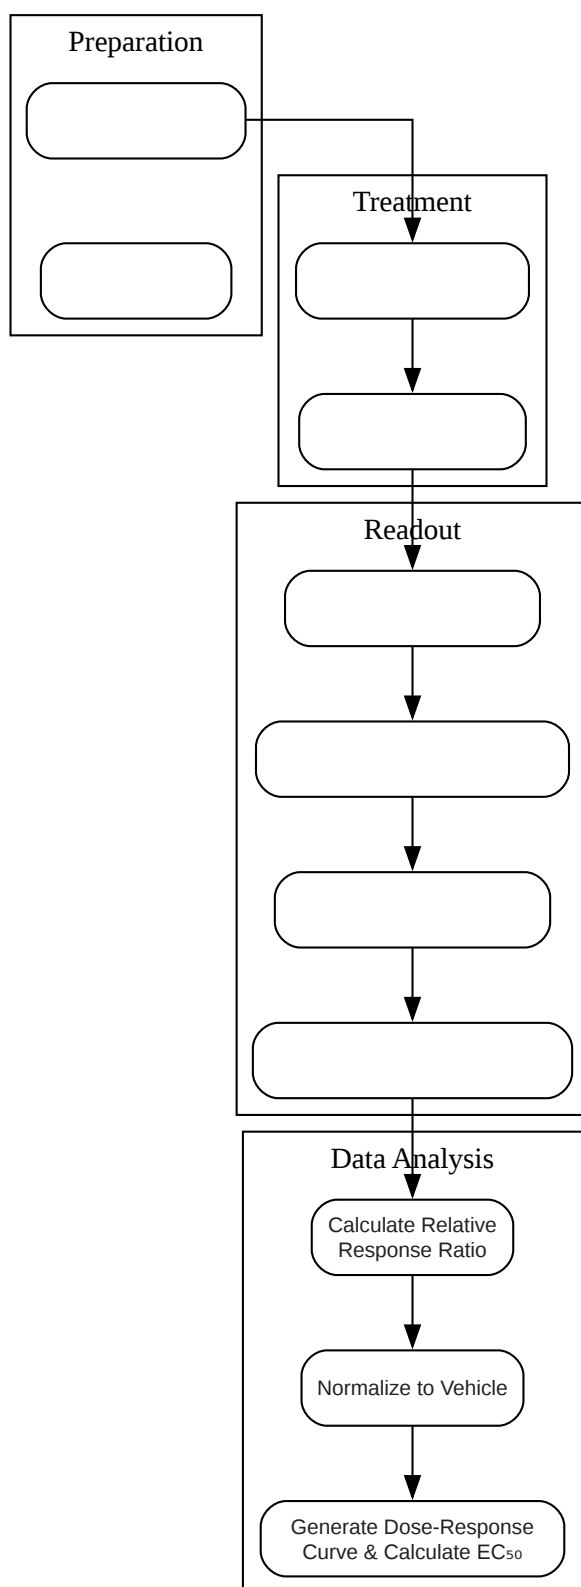 Preparation
Treatment
Readout
Data Analysis
Calculate Relative
Response Ratio
Normalize to Vehicle
Generate Dose-Response
Curve & Calculate EC₅₀